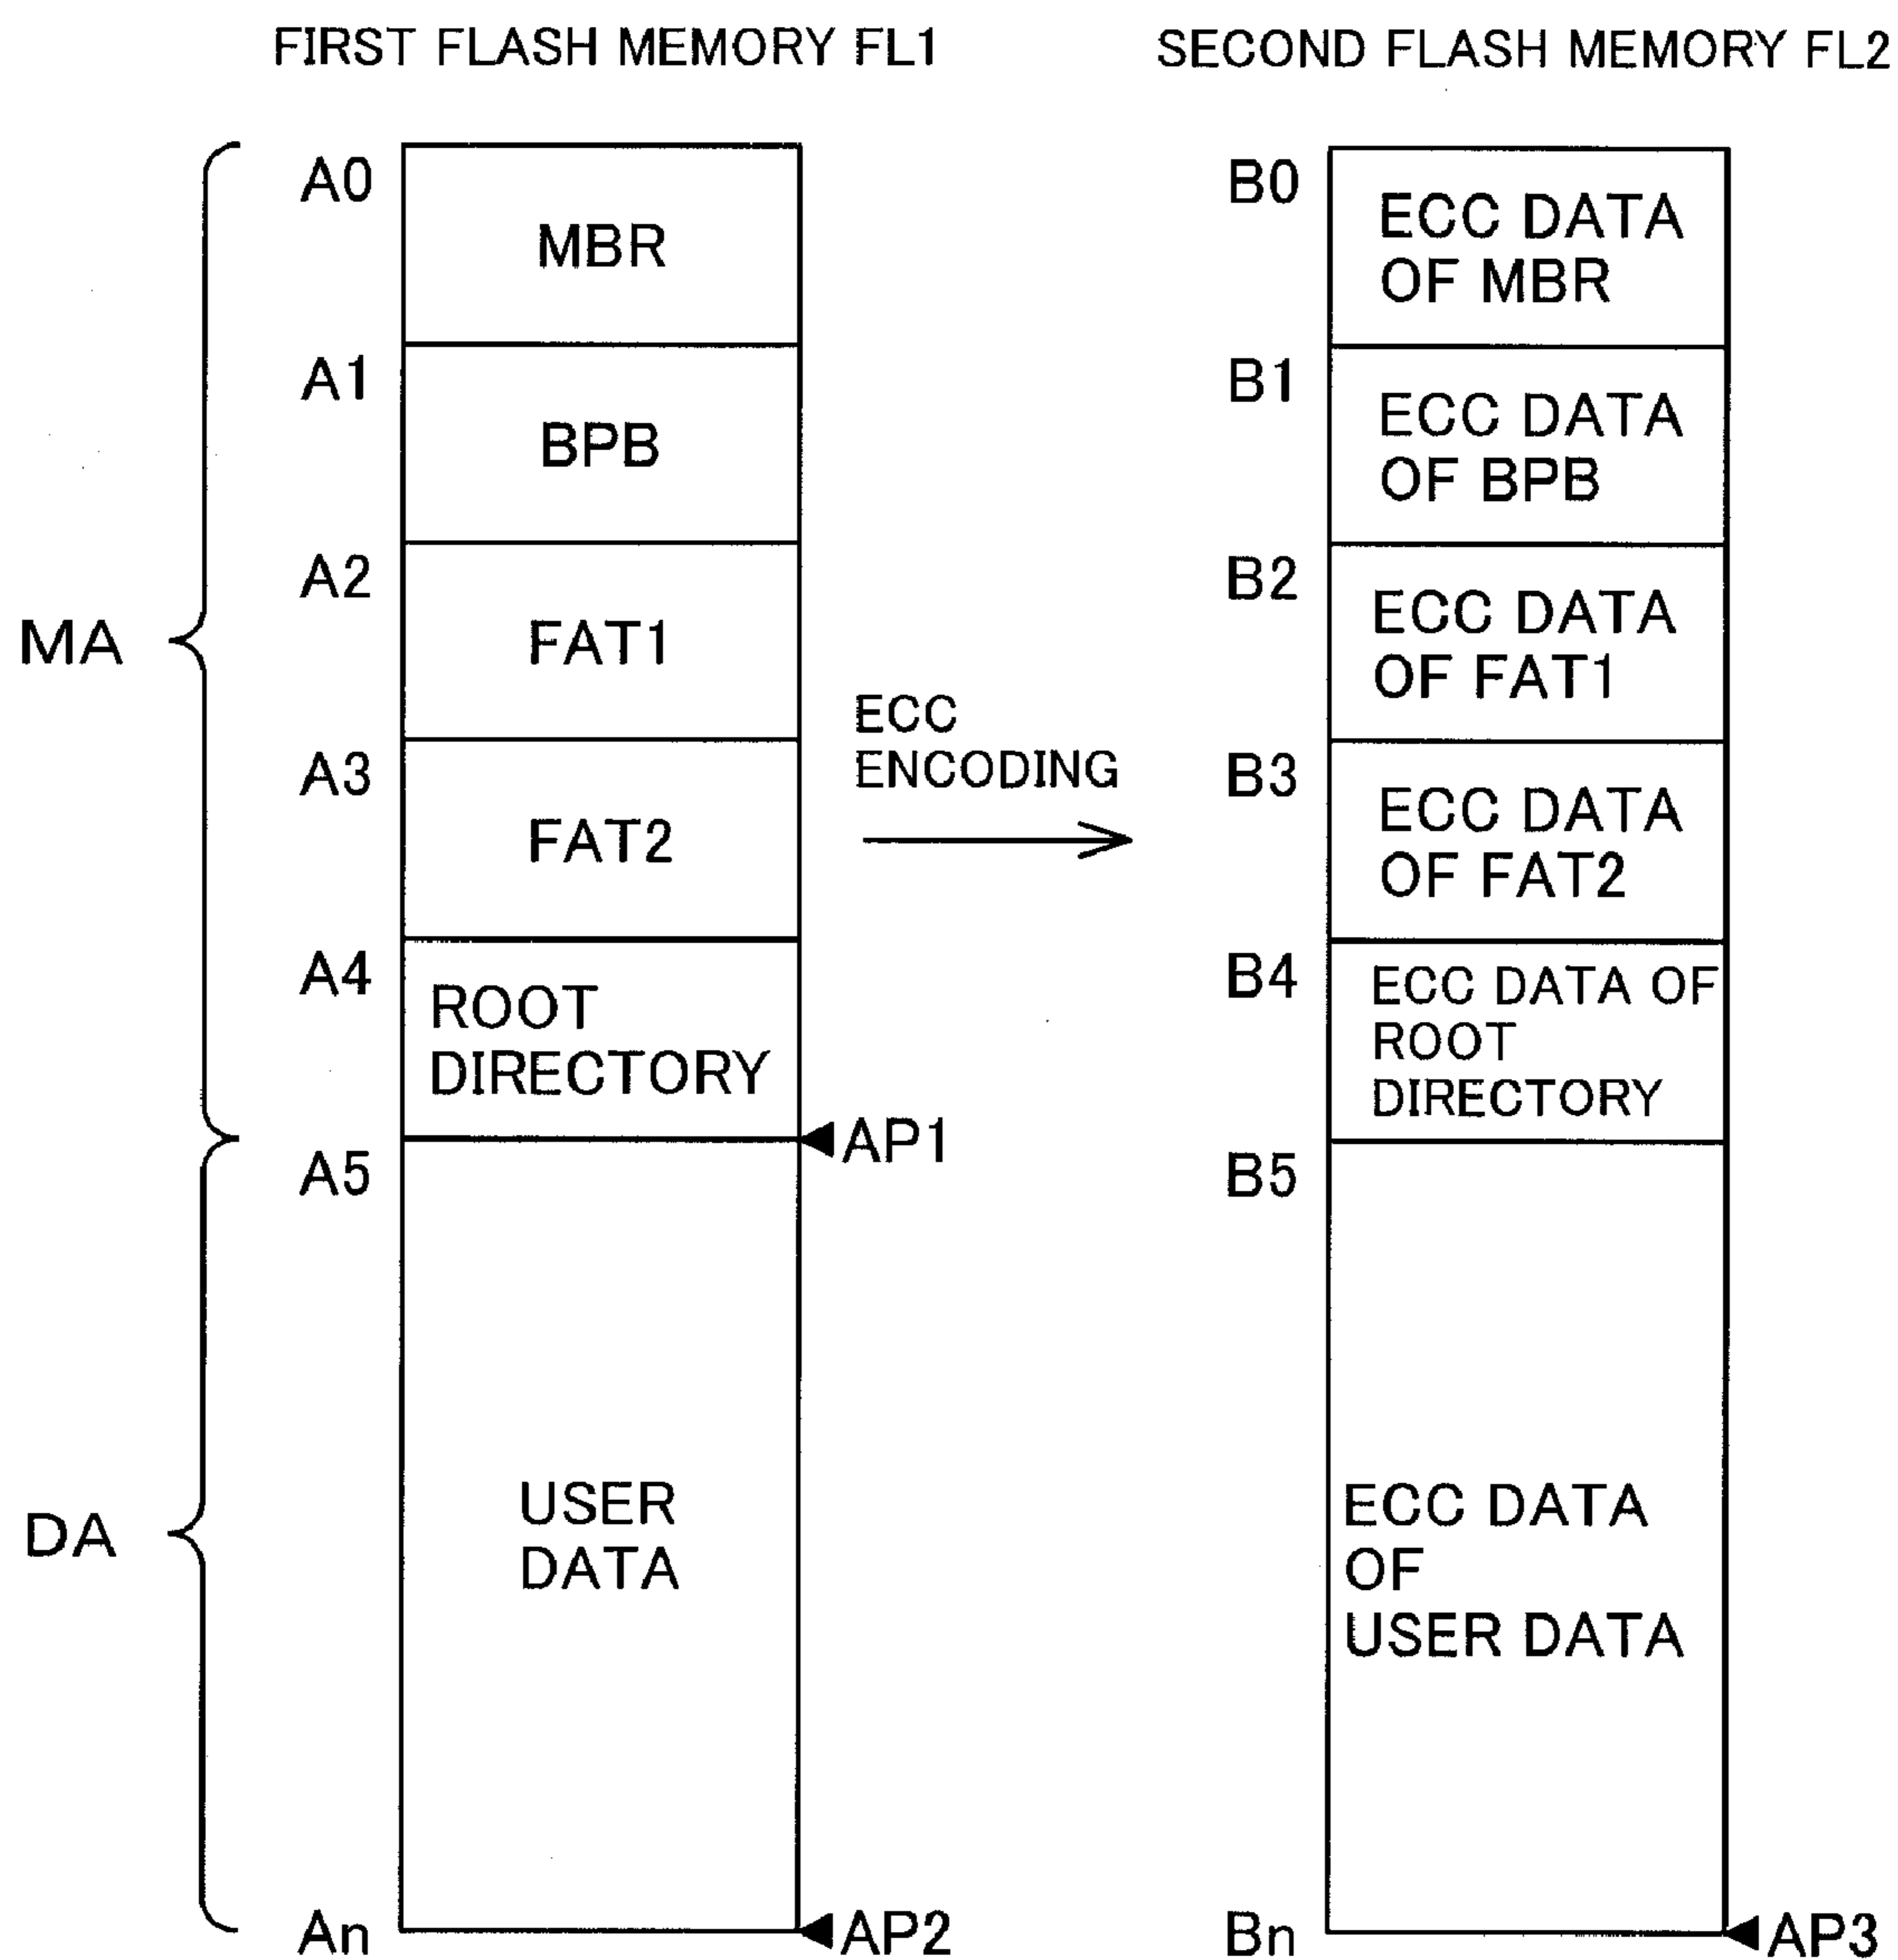 FIRST FLASH MEMORY FL1
SECOND FLASH MEMORY FL2
MA
A0
MBR
A1
BPB
A2
FAT1
A3
FAT2
A4
ROOT
DIRECTORY
AP1
DA
A5
USER
DATA
An
AP2
ECC
ENCODING
B0
ECC DATA
OF MBR
B1
ECC DATA
OF BPB
B2
ECC DATA
OF FAT1
B3
ECC DATA
OF FAT2
B4
ECC DATA OF
ROOT
DIRECTORY
B5
ECC DATA
OF
USER DATA
Bn
AP3